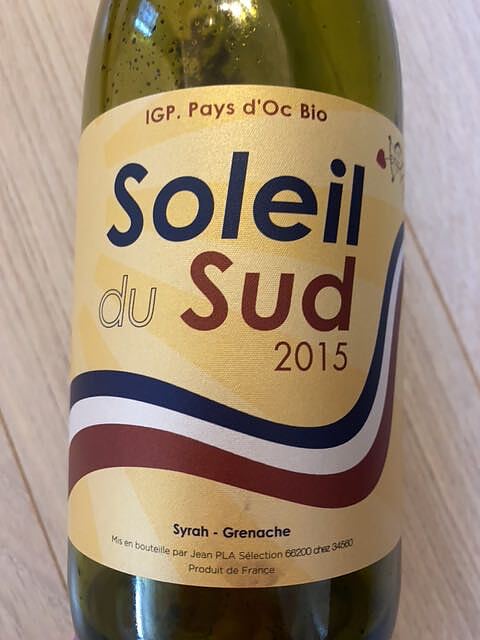 IGP. Pays d'Oc Bio
Soleil
du Sud
2015
Syrah - Grenache
Mis en bouteille par Jean PLA Sélection 66200 chez 34560
Produit de France